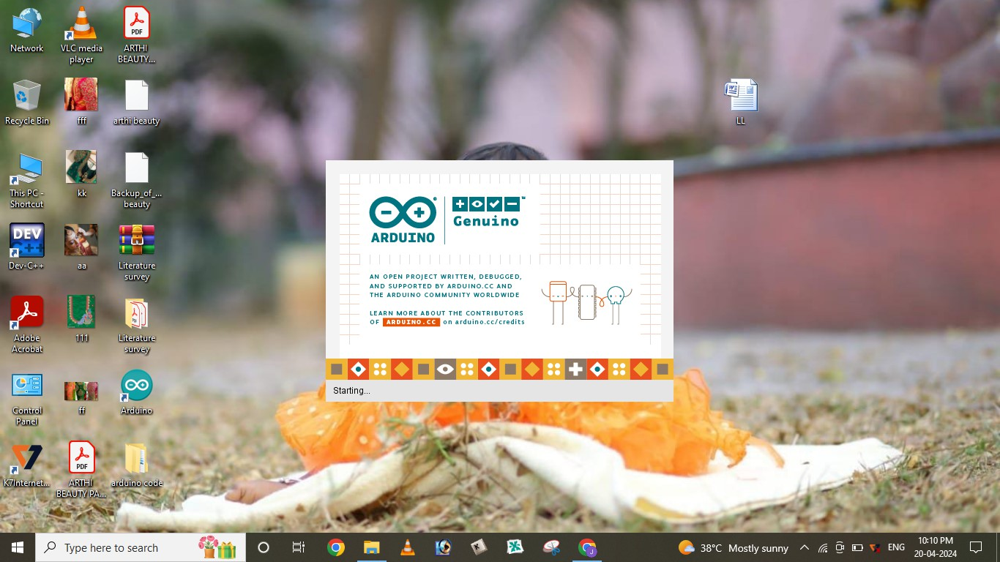 Network
VLC media
player
ARTHI
BEAUTY...
Recycle Bin
fff
arthi beauty
This PC -
Shortcut
kk
Backup_of_...
beauty
DEV
C++
Dev-C++
aa
Literature
survey
Adobe
Acrobat
111
Literature
survey
Control
Panel
ff
Arduino
K7Internet...
ARTHI
BEAUTY PA...
arduino code
PDF
PDF
LL
ARDUINO
Genuino
TM
AN OPEN PROJECT WRITTEN, DEBUGGED,
AND SUPPORTED BY ARDUINO.CC AND
THE ARDUINO COMMUNITY WORLDWIDE
LEARN MORE ABOUT THE CONTRIBUTORS
OF ARDUINO.CC on arduino.cc/credits
Starting...
Type here to search
38°C Mostly sunny
ENG
10:10 PM
20-04-2024